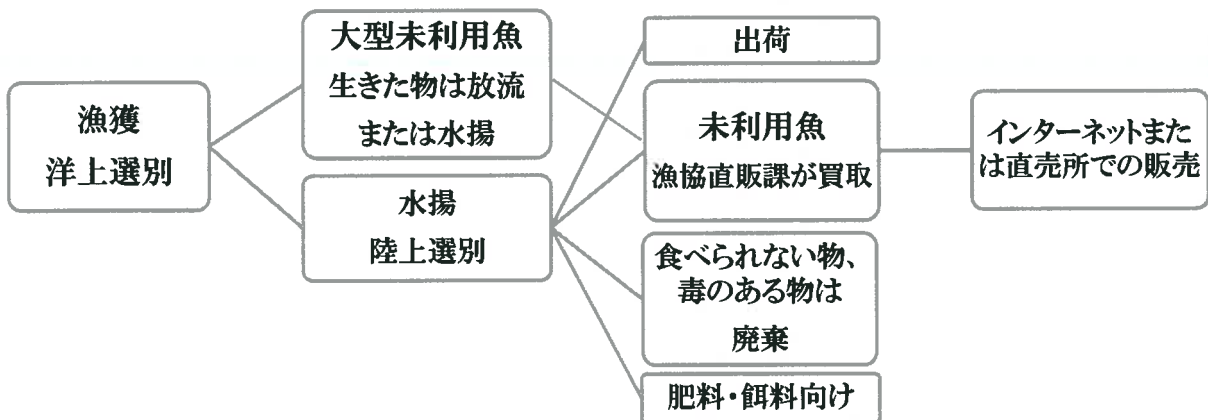 漁獲
洋上選別
大型未利用魚
生きた物は放流
または水揚
水揚
陸上選別
出荷
未利用魚
漁協直販課が買取
食べられない物、
毒のある物は
廃棄
肥料・餌料向け
インターネットまた
は直売所での販売